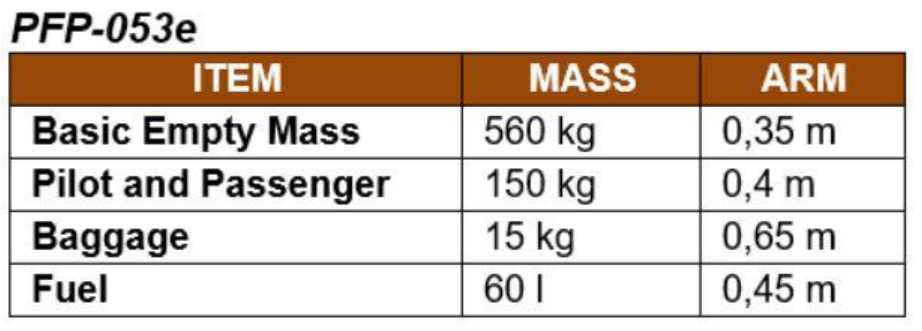 PFP-053e
ITEM MASS ARM
Basic Empty Mass 560 kg 0,35 m
Pilot and Passenger 150 kg 0,4 m
Baggage 15 kg 0,65 m
Fuel 60 l 0,45 m